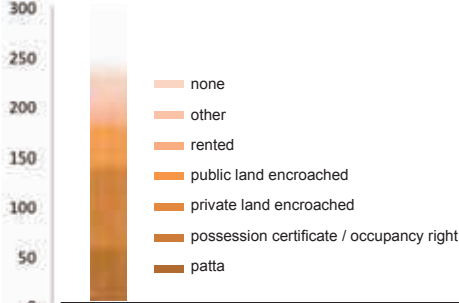 300
250
none
other
200
rented
public land encroached
150
private land encroached
100
possession certificate / occupancy right
50
patta